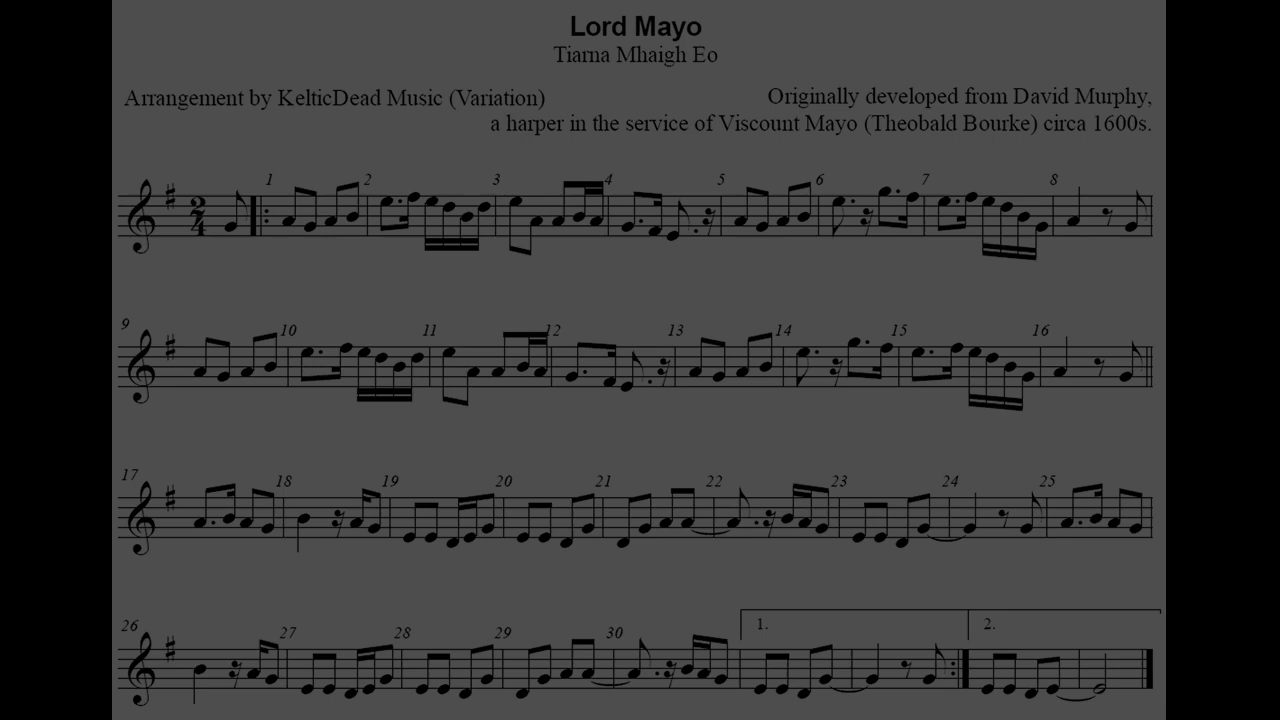 Lord Mayo
Tiarna Mhaigh Eo
Arrangement by KelticDead Music (Variation)
Originally developed from David Murphy,
a harper in the service of Viscount Mayo (Theobald Bourke) circa 1600s.
2 4 1 2 3 4 5 6 7 8
9 10 11 12 13 14 15 16
17 18 19 20 21 22 23 24 25
26 27 28 29 30 1. 2.